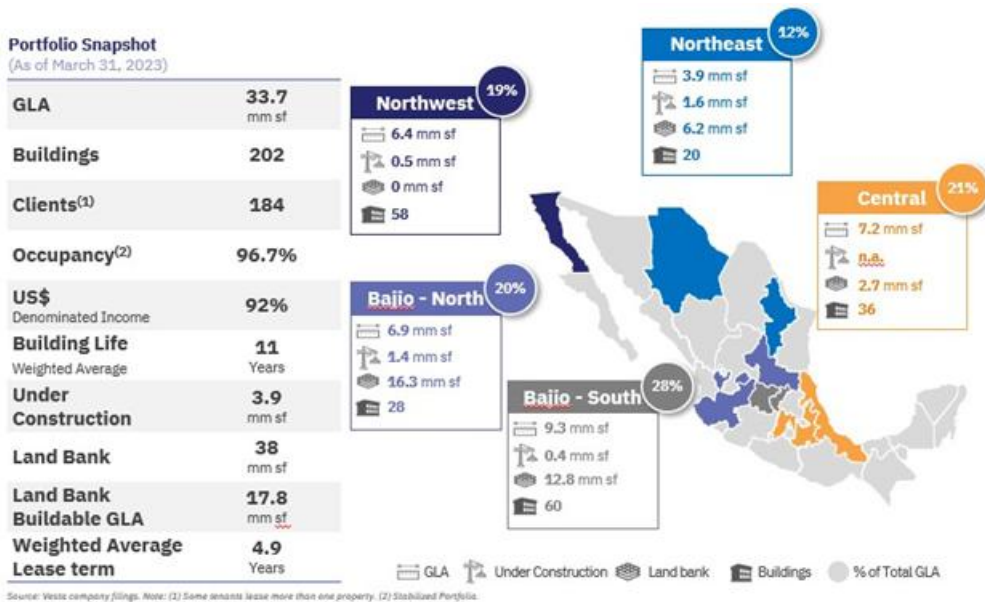 Portfolio Snapshot
(As of March 31, 2023)
GLA 33.7 mm sf
Buildings 202
Clients(1) 184
Occupancy(2) 96.7%
US$ Denominated Income 92%
Building Life Weighted Average 11 Years
Under Construction 3.9 mm sf
Land Bank 38 mm sf
Land Bank Buildable GLA 17.8 mm sf
Weighted Average Lease term 4.9 Years
Northwest 19%
6.4 mm sf
0.5 mm sf
0 mm sf
58
Northeast 12%
3.9 mm sf
1.6 mm sf
6.2 mm sf
20
Central 21%
7.2 mm sf
n.a.
2.7 mm sf
36
Bajio - North 20%
6.9 mm sf
1.4 mm sf
16.3 mm sf
28
Bajio - South 28%
9.3 mm sf
0.4 mm sf
12.8 mm sf
60
GLA Under Construction Land bank Buildings % of Total GLA
Source: Vesta company filings. Note: (1) Some tenants lease more than one property. (2) Stabilized Portfolio.